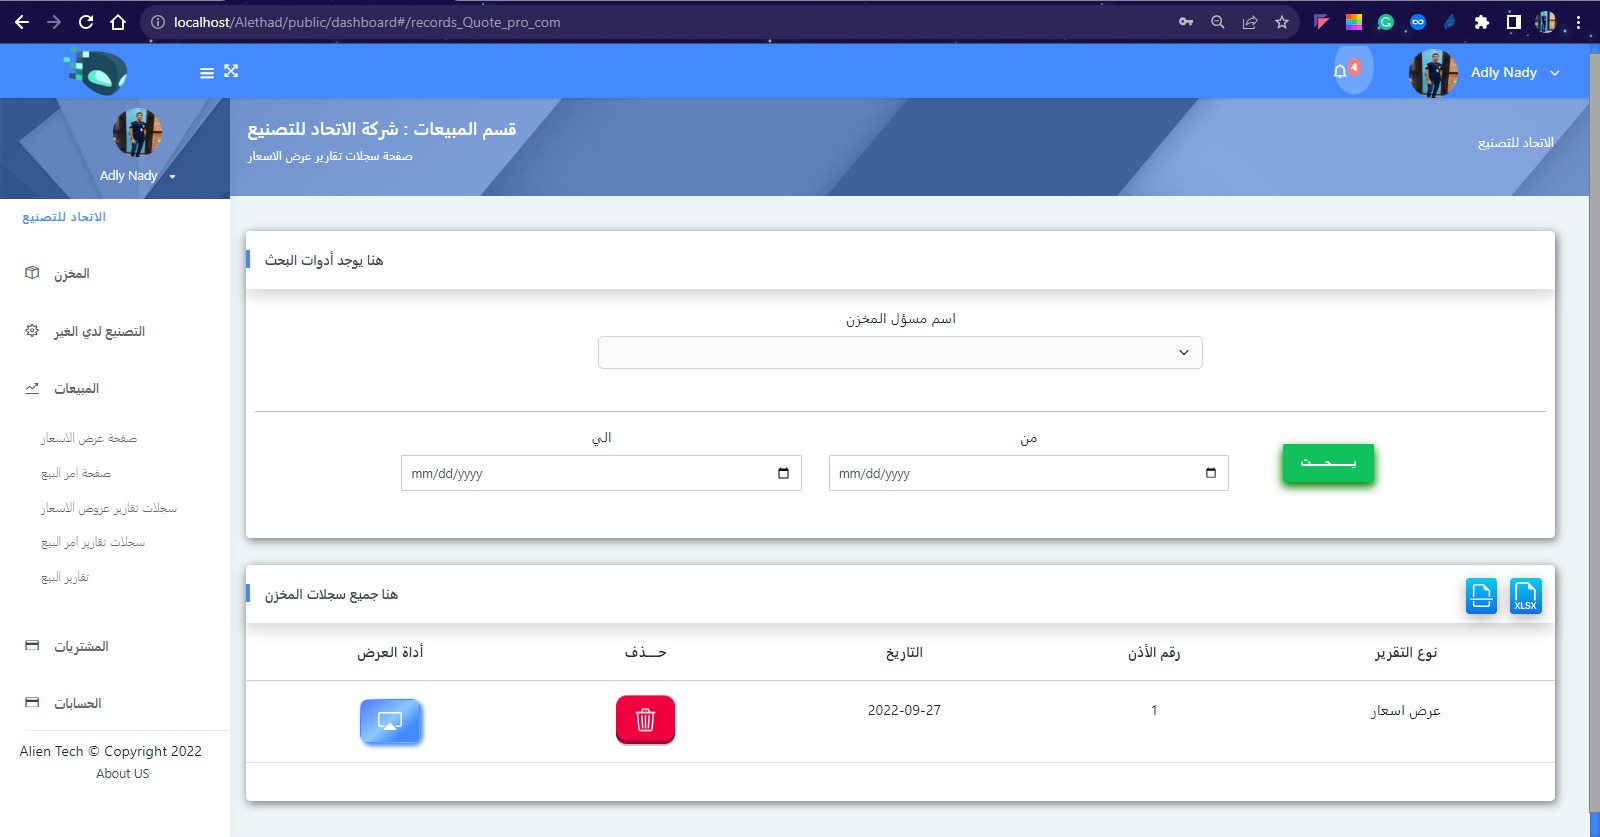 localhost/Alethad/public/dashboard#/records_Quote_pro_com
4
Adly Nady
Adly Nady
قسم المبيعات : شركة الاتحاد للتصنيع
صفحة سجلات تقارير عرض الاسعار
الاتحاد للتصنيع
الاتحاد للتصنيع
المخزن
التصنيع لدي الغير
المبيعات
صفحة عرض الاسعار
صفحة امر البيع
سجلات تقارير عروض الاسعار
سجلات تقارير امر البيع
تقارير البيع
المشتريات
الحسابات
Alien Tech © Copyright 2022
About US
هنا يوجد أدوات البحث
اسم مسؤل المخزن
من
الي
mm/dd/yyyy
mm/dd/yyyy
يـــــحـــــث
هنا جميع سجلات المخزن
XLSX
نوع التقرير
رقم الأذن
التاريخ
حـــذف
أداة العرض
عرض اسعار
1
2022-09-27